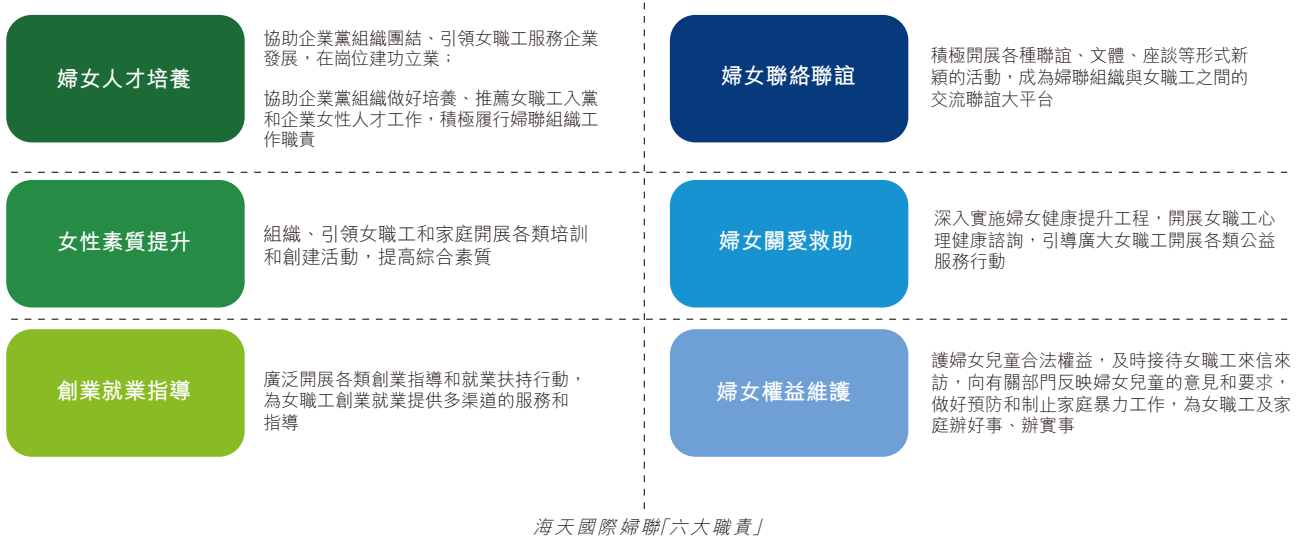 婦女人才培養
協助企業黨組織團結、引領女職工服務企業
發展，在崗位建功立業；
協助企業黨組織做好培養、推薦女職工入黨
和企業女性人才工作，積極履行婦聯組織工
作職責
婦女聯絡聯誼
積極開展各種聯誼、文體、座談等形式新
穎的活動，成為婦聯組織與女職工之間的
交流聯誼大平台
女性素質提升
組織、引領女職工和家庭開展各類培訓
和創建活動，提高綜合素質
婦女關愛救助
深入實施婦女健康提升工程，開展女職工心
理健康諮詢，引導廣大女職工開展各類公益
服務行動
創業就業指導
廣泛開展各類創業指導和就業扶持行動，
為女職工創業就業提供多渠道的服務和
指導
婦女權益維護
護婦女兒童合法權益，及時接待女職工來信來
訪，向有關部門反映婦女兒童的意見和要求，
做好預防和制止家庭暴力工作，為女職工及家
庭辦好事、辦實事
海天國際婦聯「六大職責」